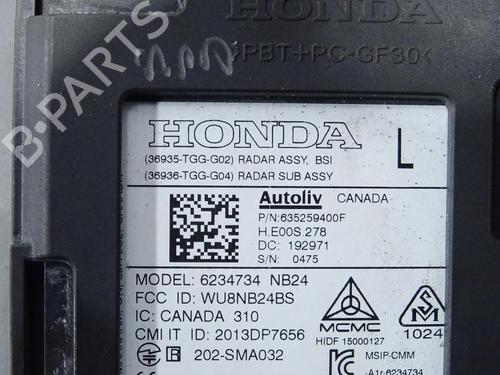 HONDA
>PBT+PC-GF30<
B-PARTS
HONDA
L
(36935-TGG-G02) RADAR ASSY, BSI
(36936-TGG-G04) RADAR SUB ASSY
Autoliv CANADA
P/N:635259400F
H.E00S.278
DC: 192971
S/N: 0475
MODEL: 6234734 NB24
FCC ID: WU8NB24BS
IC: CANADA 310
CMI IT ID: 2013DP7656
202-SMA032
MCMC
HIDF 15000127
M
1024
MSIP-CMM
-A1r-6234734